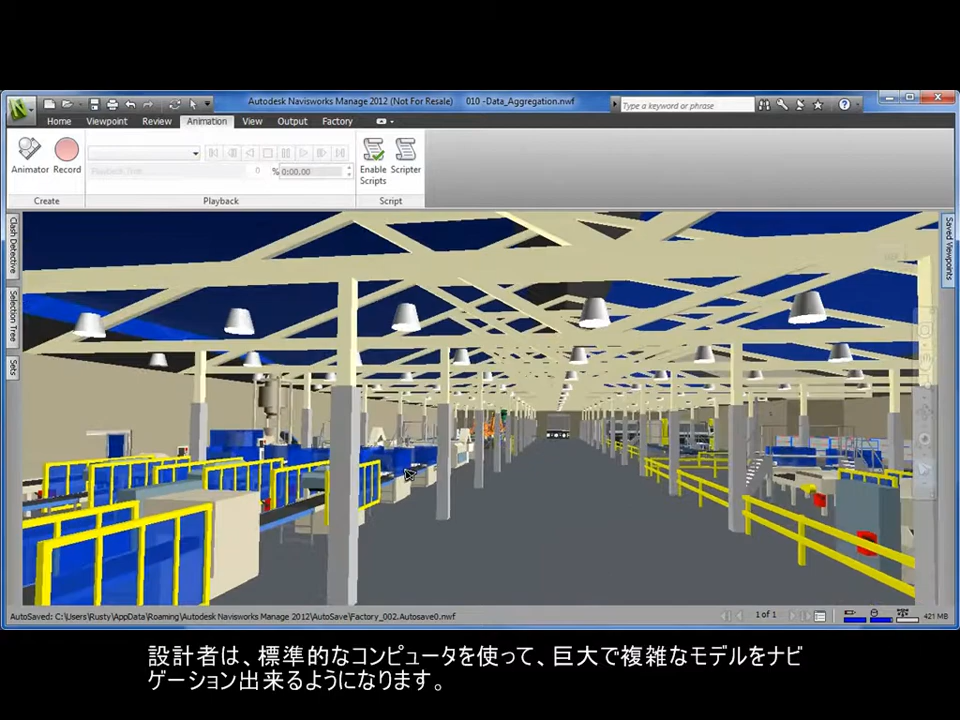 Autodesk Navisworks Manage 2012 (Not For Resale) 010 -Data_Aggregation.nwf
Type a keyword or phrase
Home Viewpoint Review Animation View Output Factory
Animator Record
0 % 0:00.00
Enable Scripts
Scripter
Create Playback Script
Clash Detective
Selection Tree
Sets
Saved Viewpoints
AutoSaved: C:\Users\Rusty\AppData\Roaming\Autodesk Navisworks Manage 2012\AutoSave\Factory_002.Autosave0.nwf
1 of 1
421 MB
設計者は、標準的なコンピュータを使って、巨大で複雑なモデルをナビ
ゲーション出来るようになります。